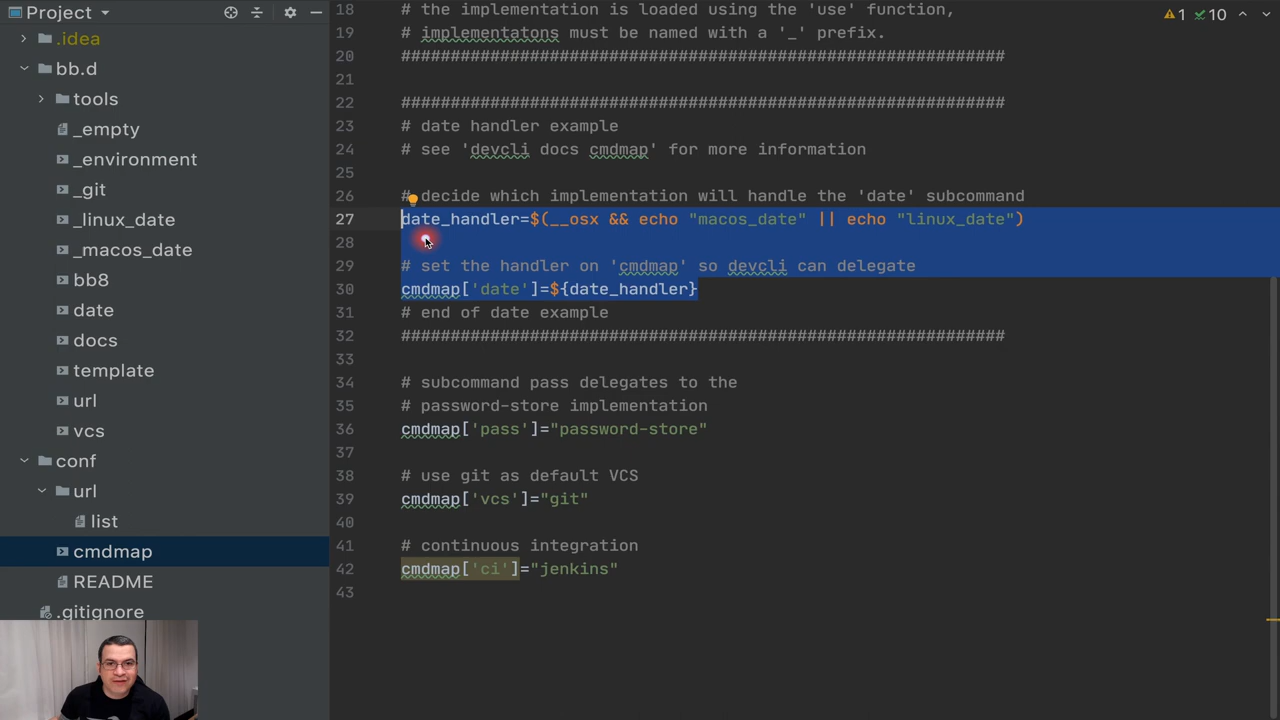 Project
.idea
bb.d
tools
_empty
_environment
_git
_linux_date
_macos_date
bb8
date
docs
template
url
vcs
conf
url
list
cmdmap
README
.gitignore
1 10
18 # the implementation is loaded using the 'use' function,
19 # implementatons must be named with a '_' prefix.
20 #############################################################
21
22 #############################################################
23 # date handler example
24 # see 'devcli docs cmdmap' for more information
25
26 # decide which implementation will handle the 'date' subcommand
27 date_handler=$(__osx && echo "macos_date" || echo "linux_date")
28
29 # set the handler on 'cmdmap' so devcli can delegate
30 cmdmap['date']=${date_handler}
31 # end of date example
32 #############################################################
33
34 # subcommand pass delegates to the
35 # password-store implementation
36 cmdmap['pass']="password-store"
37
38 # use git as default VCS
39 cmdmap['vcs']="git"
40
41 # continuous integration
42 cmdmap['ci']="jenkins"
43